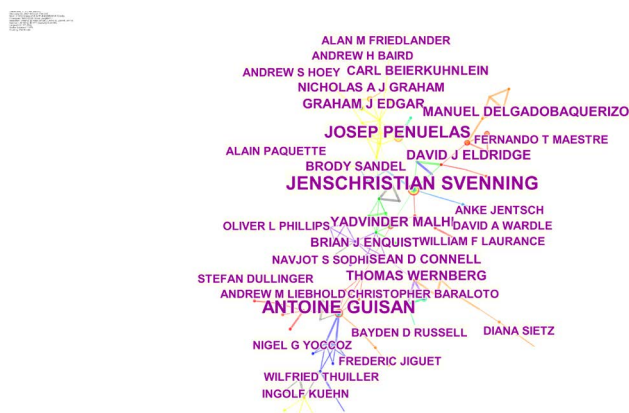 ALAN M FRIEDLANDER
ANDREW H BAIRD
ANDREW S HOEY CARL BEIERKUHNLEIN
NICHOLAS A J GRAHAM
GRAHAM J EDGAR
MANUEL DELGADOBAQUERIZO
JOSEP PENUELAS
FERNANDO T MAESTRE
ALAIN PAQUETTE
DAVID J ELDRIDGE
BRODY SANDEL
JENSCHRISTIAN SVENNING
ANKE JENTSCH
OLIVER L PHILLIPS YADVINDER MALHI DAVID A WARDLE
BRIAN J ENQUIST WILLIAM F LAURANCE
NAVJOT S SODHI SEAN D CONNELL
STEFAN DULLINGER THOMAS WERNBERG
ANDREW M LIEBHOLD CHRISTOPHER BARALOTO
ANTOINE GUISAN
BAYDEN D RUSSELL DIANA SIETZ
NIGEL G YOCCOZ
FREDERIC JIGUET
WILFRIED THUILLER
INGOLF KUEHN